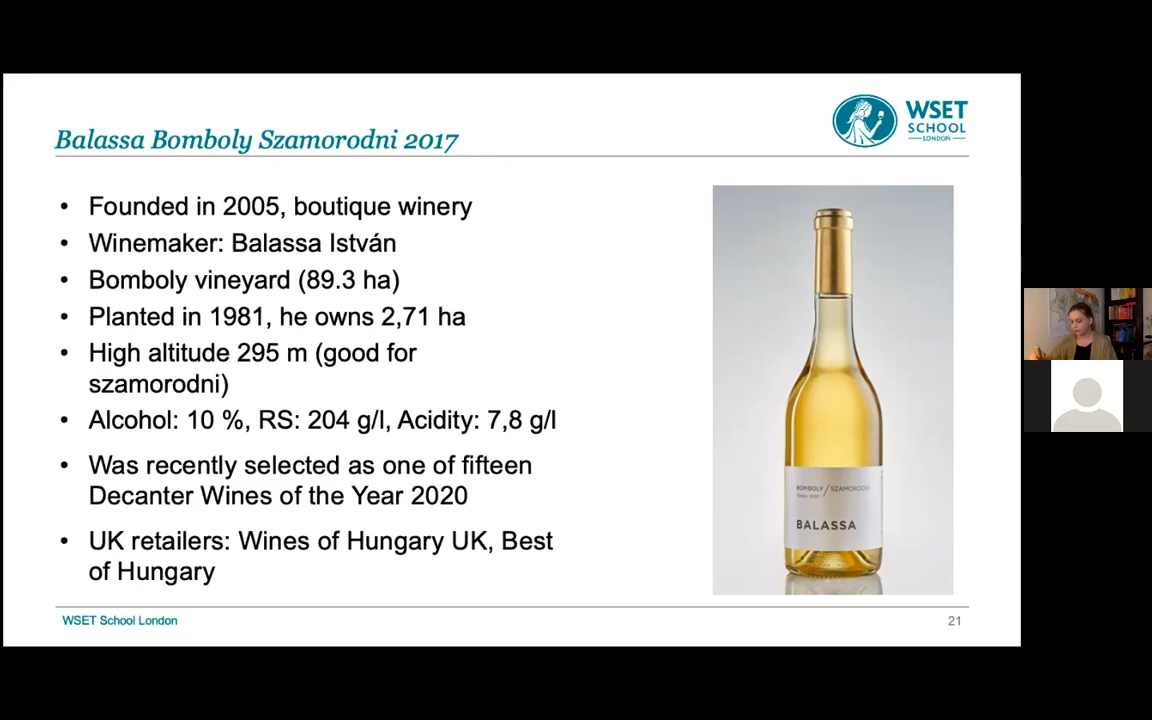 Balassa Bomboly Szamorodni 2017
WSET
SCHOOL
LONDON
• Founded in 2005, boutique winery
• Winemaker: Balassa István
• Bomboly vineyard (89.3 ha)
• Planted in 1981, he owns 2,71 ha
• High altitude 295 m (good for
szamorodni)
• Alcohol: 10 %, RS: 204 g/l, Acidity: 7,8 g/l
• Was recently selected as one of fifteen
Decanter Wines of the Year 2020
• UK retailers: Wines of Hungary UK, Best
of Hungary
BOMBOLY / SZAMORODNI
TOKAJ 2017
BALASSA
WSET School London
21